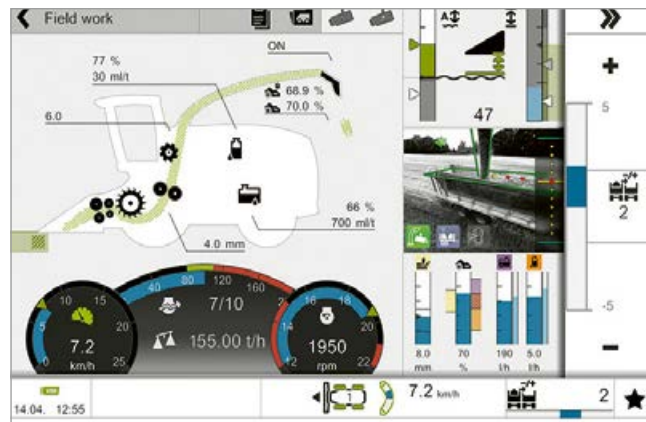 Field work
ON
77 %
30 ml/t
68.9 %
70.0 %
6.0
66 %
700 ml/t
4.0 mm
A
47
5
2
-5
40 80 120 160
7/10
155.00 t/h
0 5 10 15 20 25
7.2
km/h
12 14 16 18 20 22
1950
rpm
8.0 70 190 5.0
mm % l/h l/h
14.04. 12:55
1
7.2 km/h
-/+
2